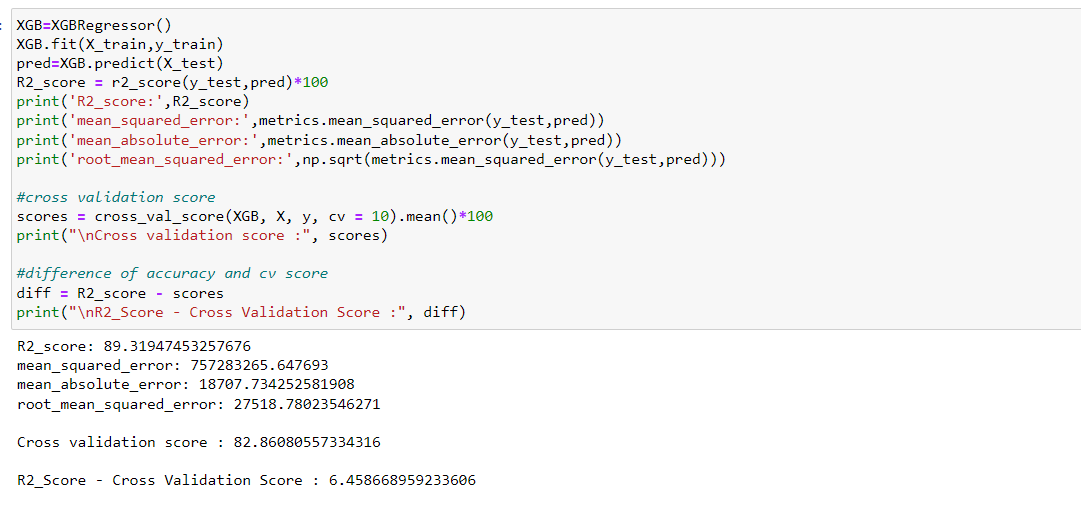 XGB=XGBRegressor()
XGB.fit(X_train,y_train)
pred=XGB.predict(X_test)
R2_score = r2_score(y_test,pred)*100
print('R2_score:',R2_score)
print('mean_squared_error:',metrics.mean_squared_error(y_test,pred))
print('mean_absolute_error:',metrics.mean_absolute_error(y_test,pred))
print('root_mean_squared_error:',np.sqrt(metrics.mean_squared_error(y_test,pred)))
#cross validation score
scores = cross_val_score(XGB, X, y, cv = 10).mean()*100
print("\nCross validation score :", scores)
#difference of accuracy and cv score
diff = R2_score - scores
print("\nR2_Score - Cross Validation Score :", diff)
R2_score: 89.31947453257676
mean_squared_error: 757283265.647693
mean_absolute_error: 18707.734252581908
root_mean_squared_error: 27518.78023546271
Cross validation score : 82.86080557334316
R2_Score - Cross Validation Score : 6.458668959233606